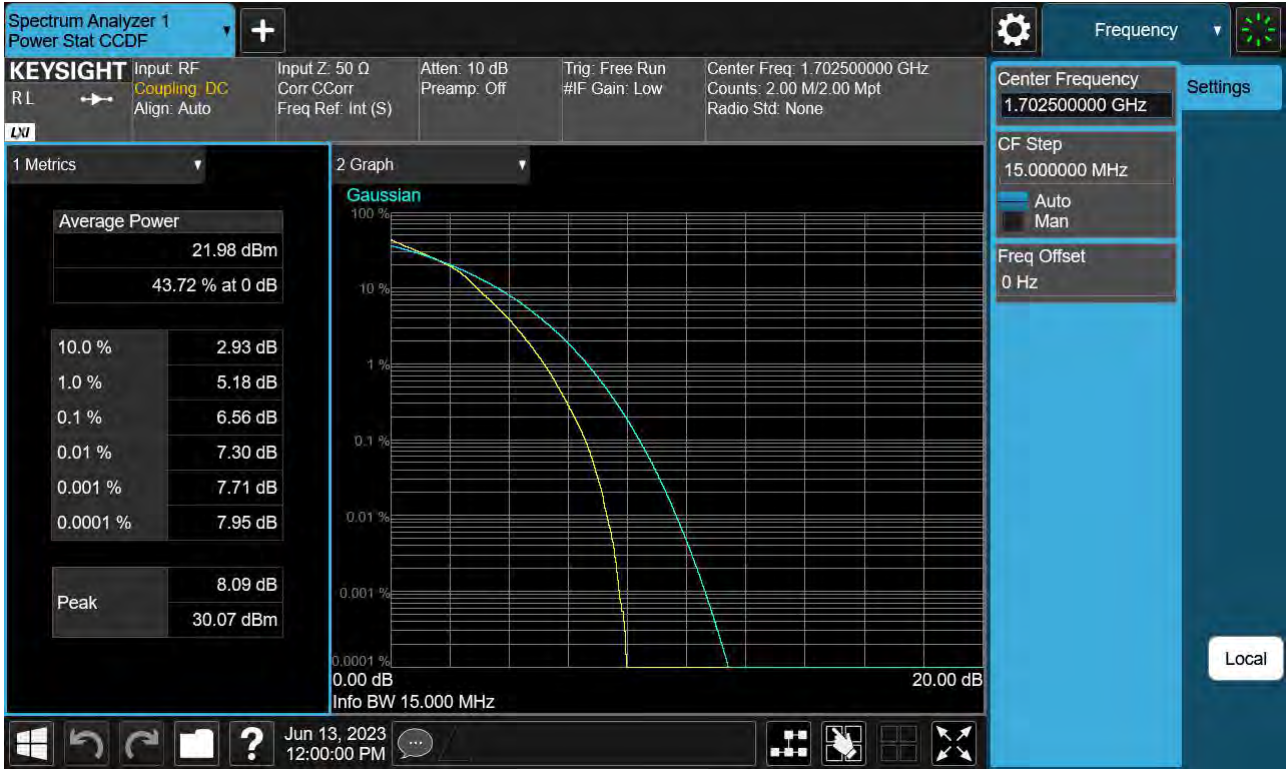 Spectrum Analyzer 1
Power Stat CCDF
Frequency
KEYSIGHT
RL
LXI
Input: RF
Coupling: DC
Align: Auto
Input Z: 50 Ω
Corr CCorr
Freq Ref: Int (S)
Atten: 10 dB
Preamp: Off
Trig: Free Run
#IF Gain: Low
Center Freq: 1.702500000 GHz
Counts: 2.00 M/2.00 Mpt
Radio Std: None
Center Frequency
1.702500000 GHz
Settings
CF Step
15.000000 MHz
Auto
Man
Freq Offset
0 Hz
Local
1 Metrics
Average Power
21.98 dBm
43.72 % at 0 dB
10.0 % 2.93 dB
1.0 % 5.18 dB
0.1 % 6.56 dB
0.01 % 7.30 dB
0.001 % 7.71 dB
0.0001 % 7.95 dB
Peak
8.09 dB
30.07 dBm
2 Graph
Gaussian
100 %
10 %
1 %
0.1 %
0.01 %
0.001 %
0.0001 %
0.00 dB 20.00 dB
Info BW 15.000 MHz
?
Jun 13, 2023
12:00:00 PM